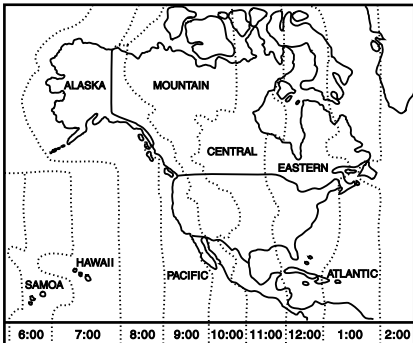 ALASKA MOUNTAIN
CENTRAL
EASTERN
HAWAII
SAMOA
PACIFIC
ATLANTIC
6:00 7:00 8:00 9:00 10:00 11:00 12:00 1:00 2:00